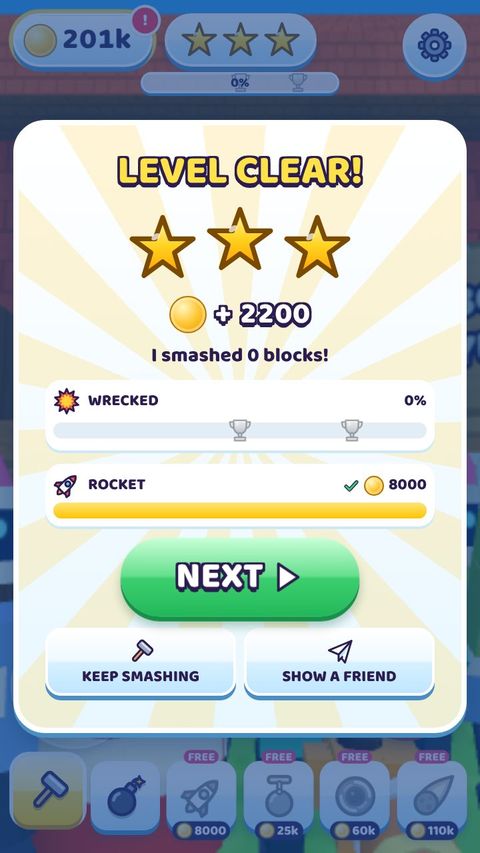 201k
!
0%
LEVEL CLEAR!
+ 2200
I smashed 0 blocks!
WRECKED 0%
ROCKET 8000
NEXT
KEEP SMASHING SHOW A FRIEND
FREE FREE FREE FREE
8000 25k 60k 110k